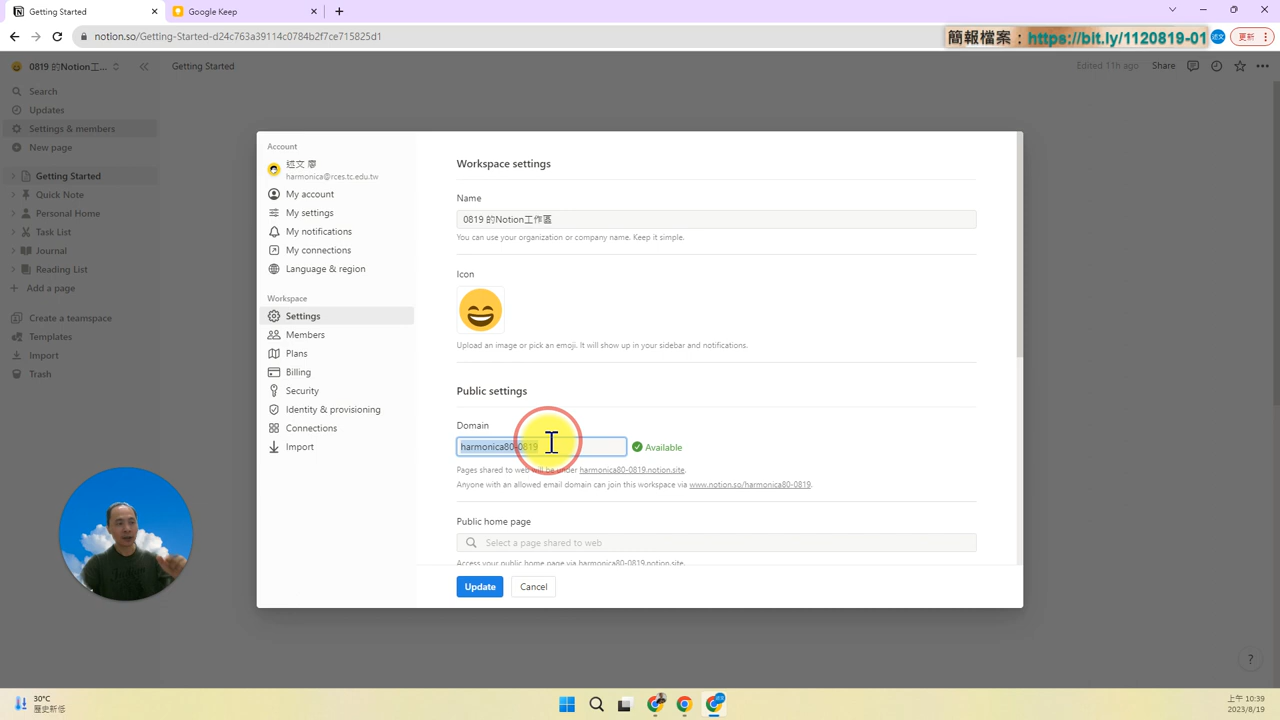 Getting Started
Google Keep
notion.so/Getting-Started-d24c763a39114c0784b2f7ce715825d1
簡報檔案：https://bit.ly/1120819-01
述文
更新
0819 的Notion工...
Getting Started
Edited 11h ago
Share
Search
Updates
Settings & members
New page
Getting Started
Quick Note
Personal Home
Task List
Journal
Reading List
Add a page
Create a teamspace
Templates
Import
Trash
Account
述文 廖
harmonica@rces.tc.edu.tw
My account
My settings
My notifications
My connections
Language & region
Workspace
Settings
Members
Plans
Billing
Security
Identity & provisioning
Connections
Import
Workspace settings
Name
0819 的Notion工作區
You can use your organization or company name. Keep it simple.
Icon
Upload an image or pick an emoji. It will show up in your sidebar and notifications.
Public settings
Domain
harmonica80-0819
Available
Pages shared to web will be under harmonica80-0819.notion.site.
Anyone with an allowed email domain can join this workspace via www.notion.so/harmonica80-0819.
Public home page
Select a page shared to web
Access your public home page via harmonica80-0819.notion.site.
Update
Cancel
?
30°C
歷史新低
述文
上午 10:39
2023/8/19